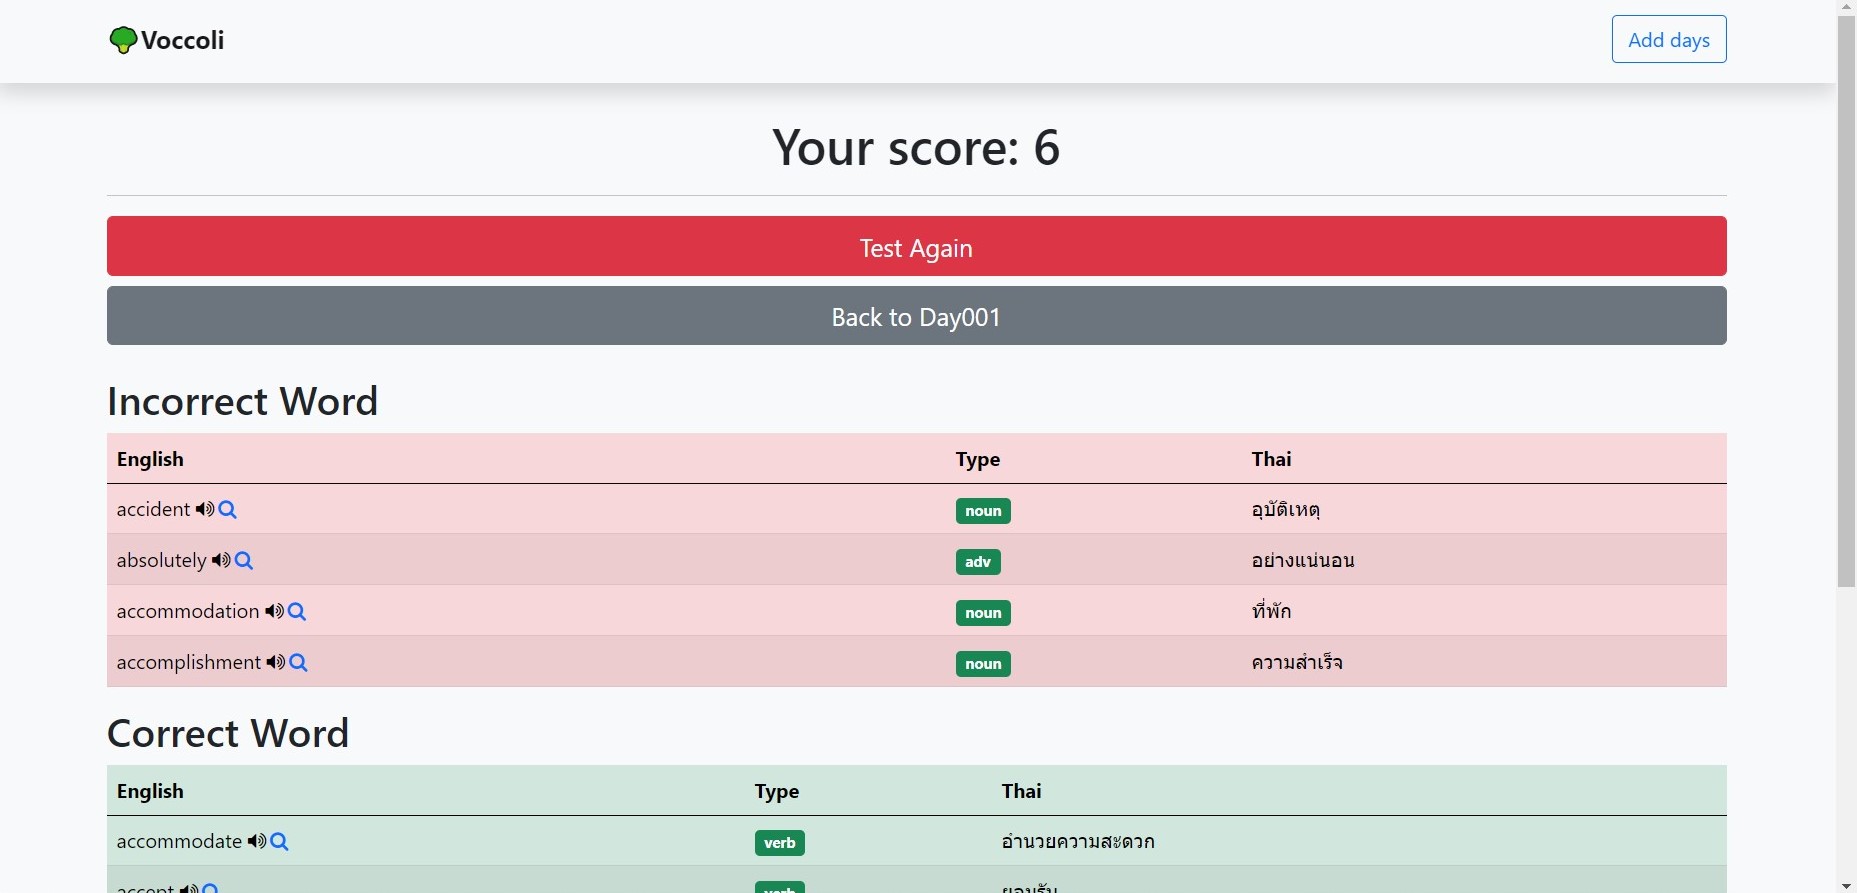 Voccoli
Add days
Your score: 6
Test Again
Back to Day001
Incorrect Word
English Type Thai
accident noun อุบัติเหตุ
absolutely adv อย่างแน่นอน
accommodation noun ที่พัก
accomplishment noun ความสำเร็จ
Correct Word
English Type Thai
accommodate verb อำนวยความสะดวก
accept verb ยอมรับ